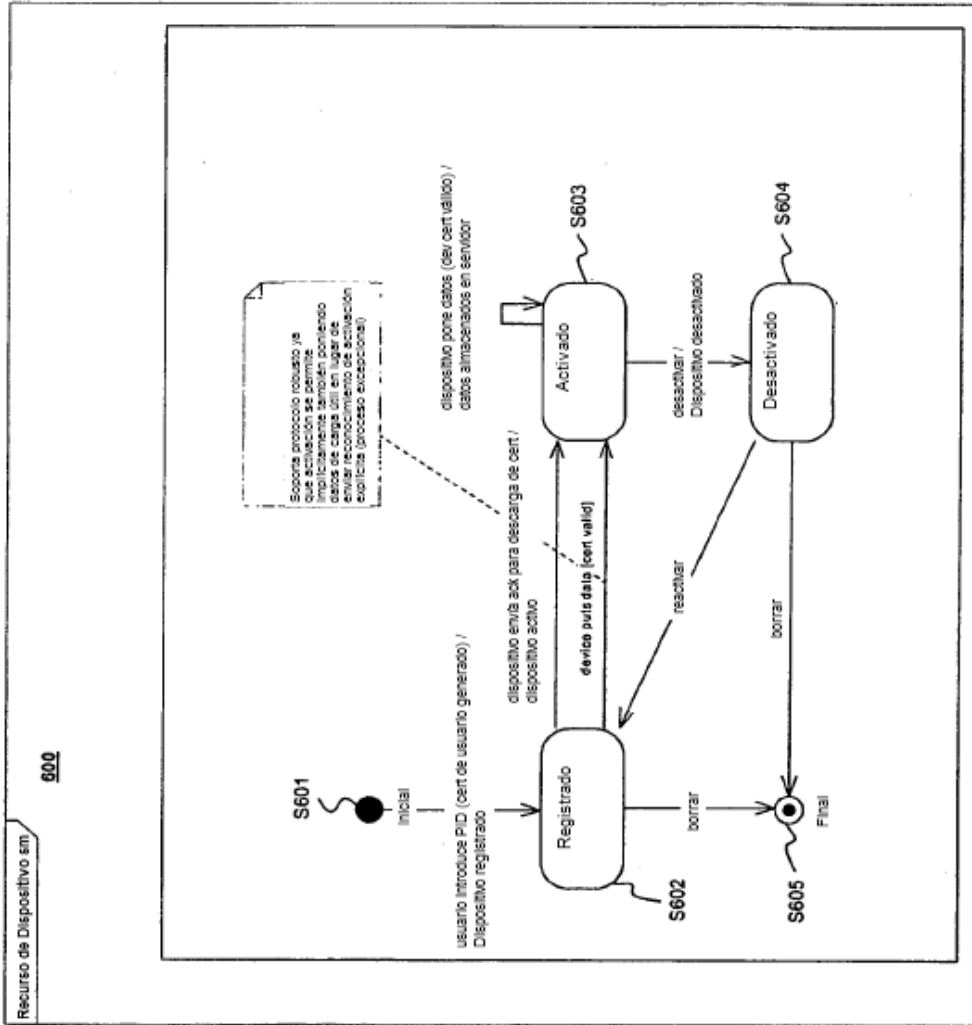 Recurso de Dispositivo sm
600
S601
Inicial
usuario introduce PID (cert de usuario generado) /
Dispositivo registrado
Registrado
S602
borrar
S605
Final
Soporta protocolo robusto ya
que activación se permite
implícitamente también poniendo
datos de carga útil en lugar de
enviar reconocimiento de activación
explícita (proceso excepcional)
dispositivo envía ack para descarga de cert /
dispositivo activo
device puts data (cert valid)
reactivar
borrar
dispositivo pone datos (dev cert válido) /
datos almacenados en servidor
Activado
S603
desactivar /
Dispositivo desactivado
Desactivado
S604